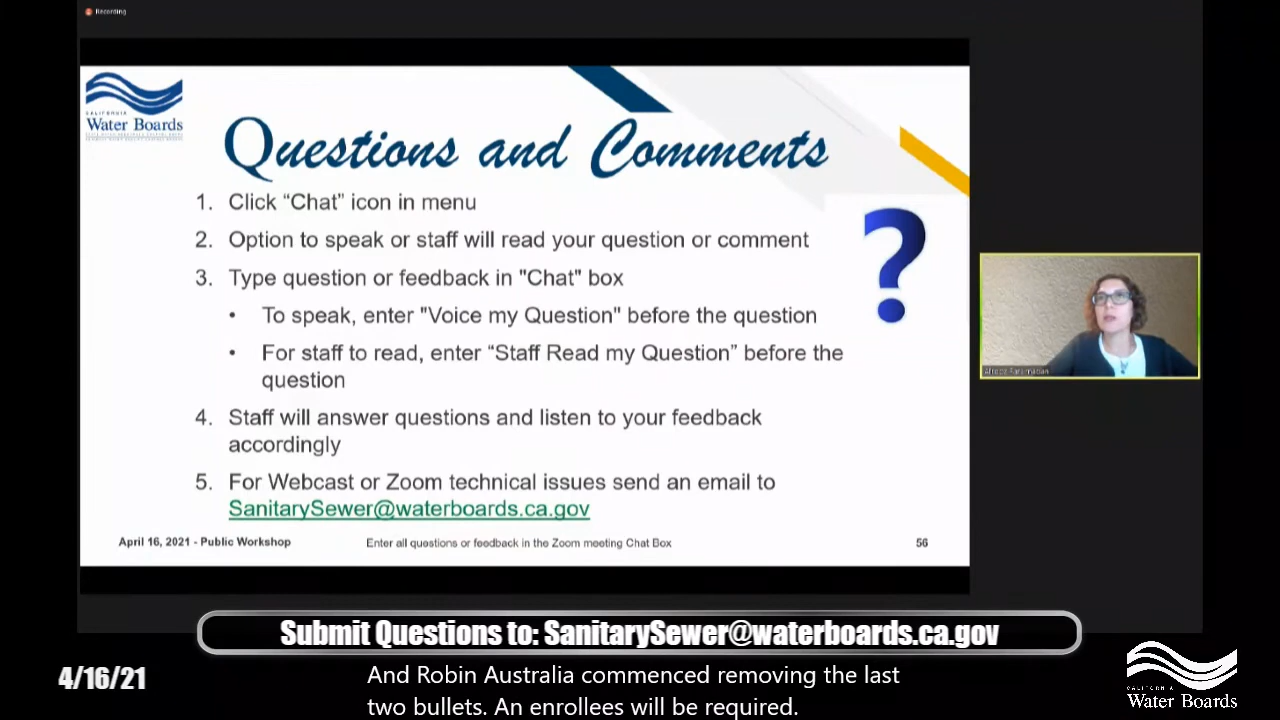 Recording
CALIFORNIA
Water Boards
Questions and Comments
1. Click “Chat” icon in menu
2. Option to speak or staff will read your question or comment
3. Type question or feedback in "Chat" box
• To speak, enter "Voice my Question" before the question
• For staff to read, enter “Staff Read my Question” before the
question
4. Staff will answer questions and listen to your feedback
accordingly
5. For Webcast or Zoom technical issues send an email to
SanitarySewer@waterboards.ca.gov
?
April 16, 2021 - Public Workshop
Enter all questions or feedback in the Zoom meeting Chat Box
56
Submit Questions to: SanitarySewer@waterboards.ca.gov
4/16/21
And Robin Australia commenced removing the last
two bullets. An enrollees will be required.
CALIFORNIA
Water Boards